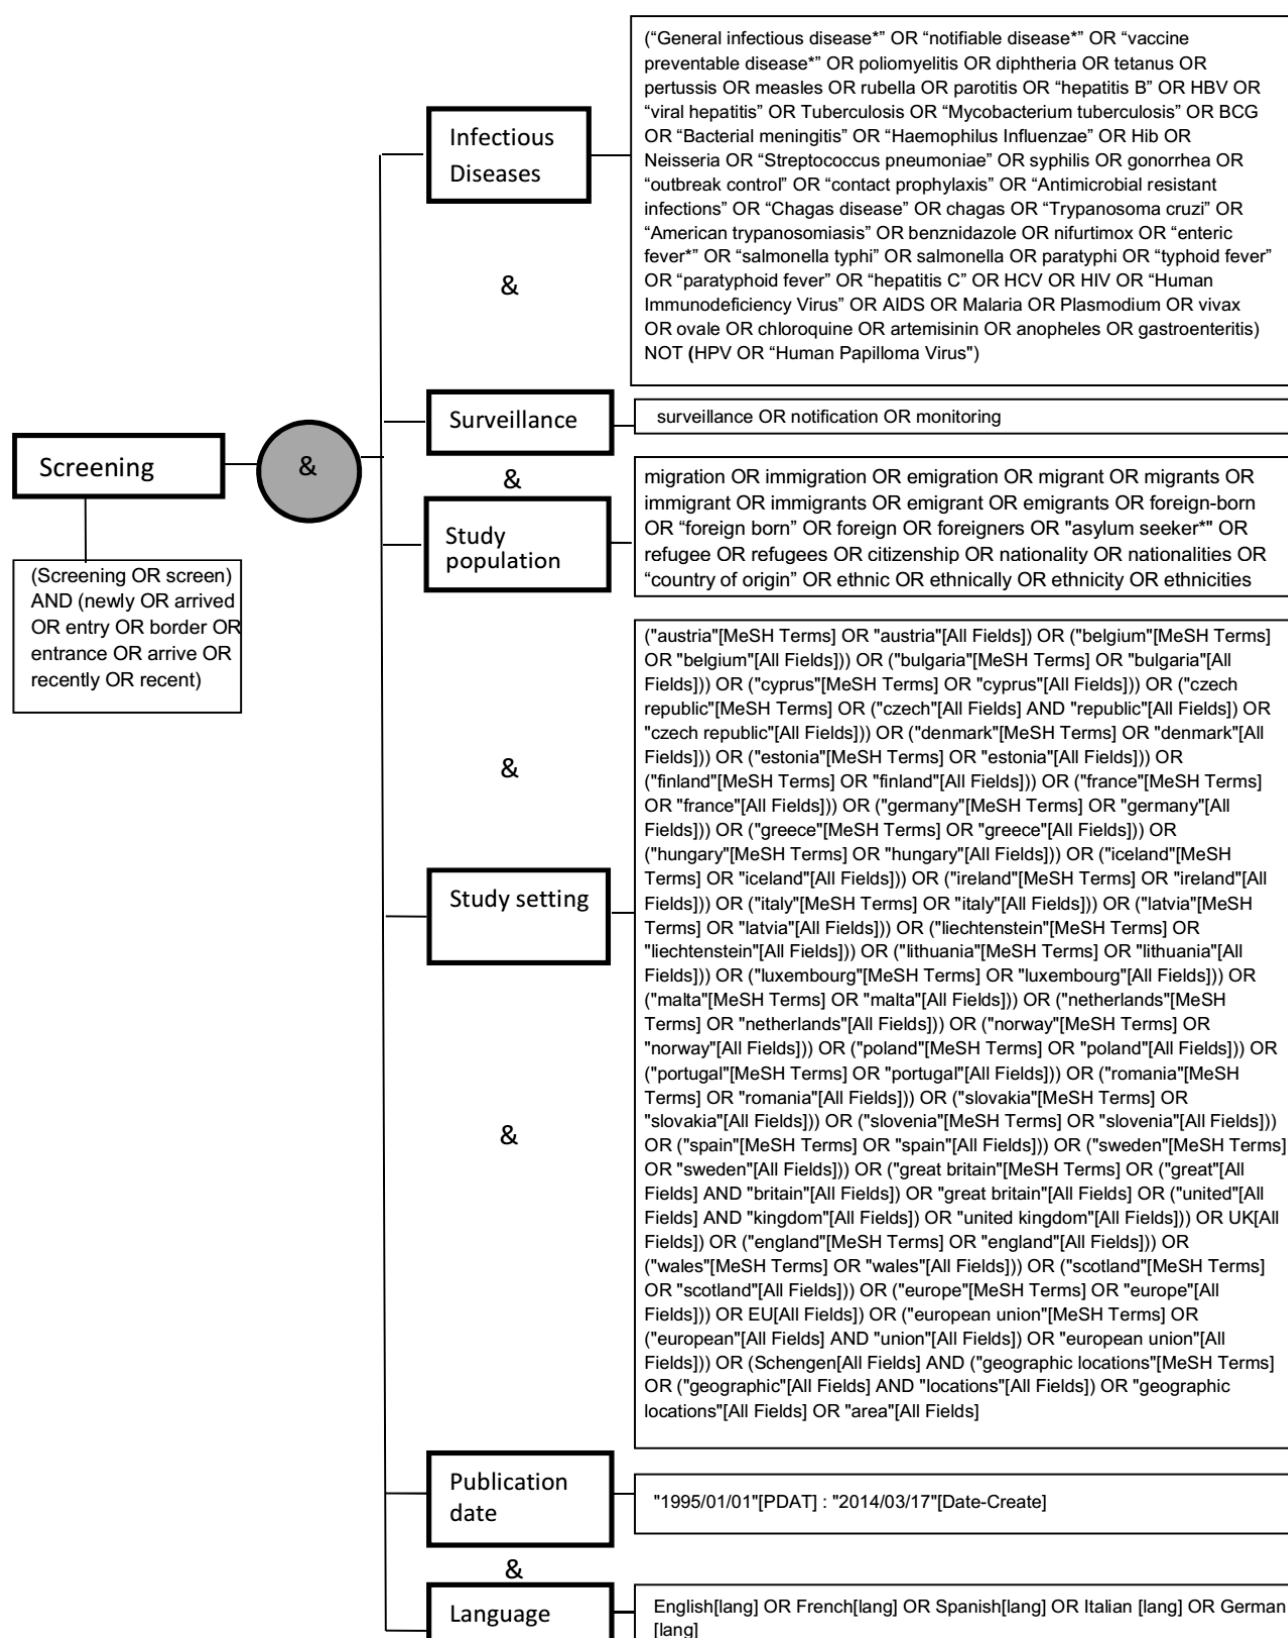 Screening
(Screening OR screen)
AND (newly OR arrived
OR entry OR border OR
entrance OR arrive OR
recently OR recent)
&
Infectious
Diseases
("General infectious disease*” OR “notifiable disease*” OR “vaccine
preventable disease*” OR poliomyelitis OR diphtheria OR tetanus OR
pertussis OR measles OR rubella OR parotitis OR “hepatitis B” OR HBV OR
“viral hepatitis” OR Tuberculosis OR “Mycobacterium tuberculosis” OR BCG
OR “Bacterial meningitis” OR “Haemophilus Influenzae” OR Hib OR
Neisseria OR “Streptococcus pneumoniae” OR syphilis OR gonorrhea OR
“outbreak control” OR “contact prophylaxis” OR “Antimicrobial resistant
infections” OR “Chagas disease” OR chagas OR “Trypanosoma cruzi” OR
“American trypanosomiasis” OR benznidazole OR nifurtimox OR “enteric
fever*” OR “salmonella typhi” OR salmonella OR paratyphi OR “typhoid fever”
OR “paratyphoid fever” OR “hepatitis C” OR HCV OR HIV OR “Human
Immunodeficiency Virus” OR AIDS OR Malaria OR Plasmodium OR vivax
OR ovale OR chloroquine OR artemisinin OR anopheles OR gastroenteritis)
NOT (HPV OR “Human Papilloma Virus")
&
Surveillance
surveillance OR notification OR monitoring
&
Study
population
migration OR immigration OR emigration OR migrant OR migrants OR
immigrant OR immigrants OR emigrant OR emigrants OR foreign-born
OR “foreign born” OR foreign OR foreigners OR "asylum seeker*" OR
refugee OR refugees OR citizenship OR nationality OR nationalities OR
“country of origin” OR ethnic OR ethnically OR ethnicity OR ethnicities
&
Study setting
("austria"[MeSH Terms] OR "austria"[All Fields]) OR ("belgium"[MeSH Terms]
OR "belgium"[All Fields])) OR ("bulgaria"[MeSH Terms] OR "bulgaria"[All
Fields])) OR ("cyprus"[MeSH Terms] OR "cyprus"[All Fields])) OR ("czech
republic"[MeSH Terms] OR ("czech"[All Fields] AND "republic"[All Fields]) OR
"czech republic"[All Fields])) OR ("denmark"[MeSH Terms] OR "denmark"[All
Fields])) OR ("estonia"[MeSH Terms] OR "estonia"[All Fields])) OR
("finland"[MeSH Terms] OR "finland"[All Fields])) OR ("france"[MeSH Terms]
OR "france"[All Fields])) OR ("germany"[MeSH Terms] OR "germany"[All
Fields])) OR ("greece"[MeSH Terms] OR "greece"[All Fields])) OR
("hungary"[MeSH Terms] OR "hungary"[All Fields])) OR ("iceland"[MeSH
Terms] OR "iceland"[All Fields])) OR ("ireland"[MeSH Terms] OR "ireland"[All
Fields])) OR ("italy"[MeSH Terms] OR "italy"[All Fields])) OR ("latvia"[MeSH
Terms] OR "latvia"[All Fields])) OR ("liechtenstein"[MeSH Terms] OR
"liechtenstein"[All Fields])) OR ("lithuania"[MeSH Terms] OR "lithuania"[All
Fields])) OR ("luxembourg"[MeSH Terms] OR "luxembourg"[All Fields])) OR
("malta"[MeSH Terms] OR "malta"[All Fields])) OR ("netherlands"[MeSH
Terms] OR "netherlands"[All Fields])) OR ("norway"[MeSH Terms] OR
"norway"[All Fields])) OR ("poland"[MeSH Terms] OR "poland"[All Fields])) OR
("portugal"[MeSH Terms] OR "portugal"[All Fields])) OR ("romania"[MeSH
Terms] OR "romania"[All Fields])) OR ("slovakia"[MeSH Terms] OR
"slovakia"[All Fields])) OR ("slovenia"[MeSH Terms] OR "slovenia"[All Fields]))
OR ("spain"[MeSH Terms] OR "spain"[All Fields])) OR ("sweden"[MeSH Terms]
OR "sweden"[All Fields])) OR ("great britain"[MeSH Terms] OR ("great"[All
Fields] AND "britain"[All Fields]) OR "great britain"[All Fields] OR ("united"[All
Fields] AND "kingdom"[All Fields]) OR "united kingdom"[All Fields])) OR UK[All
Fields]) OR ("england"[MeSH Terms] OR "england"[All Fields])) OR
("wales"[MeSH Terms] OR "wales"[All Fields])) OR ("scotland"[MeSH Terms]
OR "scotland"[All Fields])) OR ("europe"[MeSH Terms] OR "europe"[All
Fields])) OR EU[All Fields]) OR ("european union"[MeSH Terms] OR
("european"[All Fields] AND "union"[All Fields]) OR "european union"[All
Fields])) OR (Schengen[All Fields] AND ("geographic locations"[MeSH Terms]
OR ("geographic"[All Fields] AND "locations"[All Fields]) OR "geographic
locations"[All Fields] OR "area"[All Fields]
&
Publication
date
"1995/01/01"[PDAT] : "2014/03/17"[Date-Create]
&
Language
English[lang] OR French[lang] OR Spanish[lang] OR Italian [lang] OR German
[lang]